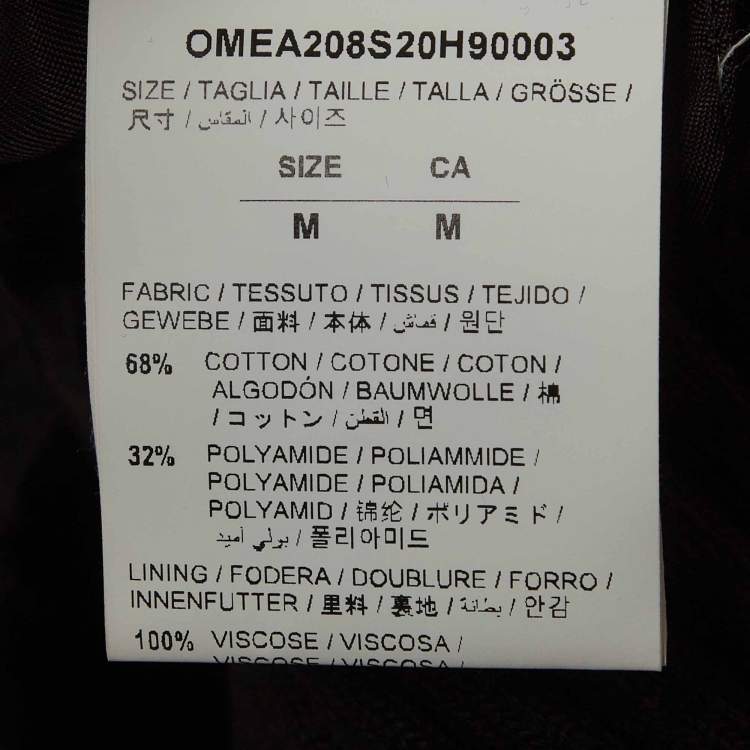 OMEA208S20H90003
SIZE / TAGLIA / TAILLE / TALLA / GRÖSSE /
尺寸 / المقاس / 사이즈
SIZE CA
M M
FABRIC / TESSUTO / TISSUS / TEJIDO /
GEWEBE / 面料 / 本体 / قماش / 원단
68% COTTON / COTONE / COTON /
ALGODÓN / BAUMWOLLE / 棉
/ コットン / القطن / 면
32% POLYAMIDE / POLIAMMIDE /
POLYAMIDE / POLIAMIDA /
POLYAMID / 锦纶 / ポリアミド /
بولي أميد / 폴리아미드
LINING / FODERA / DOUBLURE / FORRO /
INNENFUTTER / 里料 / 裏地 / بطانة / 안감
100% VISCOSE / VISCOSA /
VISCOSE / VISCOSA /